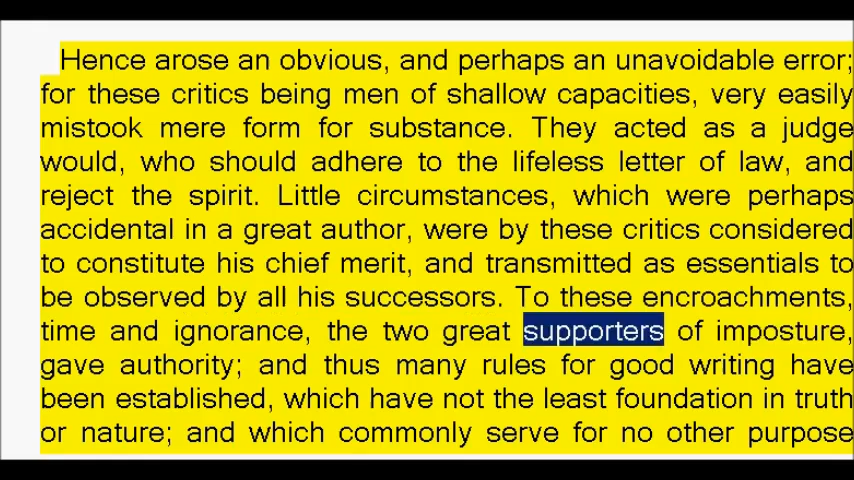 Hence arose an obvious, and perhaps an unavoidable error;
for these critics being men of shallow capacities, very easily
mistook mere form for substance. They acted as a judge
would, who should adhere to the lifeless letter of law, and
reject the spirit. Little circumstances, which were perhaps
accidental in a great author, were by these critics considered
to constitute his chief merit, and transmitted as essentials to
be observed by all his successors. To these encroachments,
time and ignorance, the two great supporters of imposture,
gave authority; and thus many rules for good writing have
been established, which have not the least foundation in truth
or nature; and which commonly serve for no other purpose